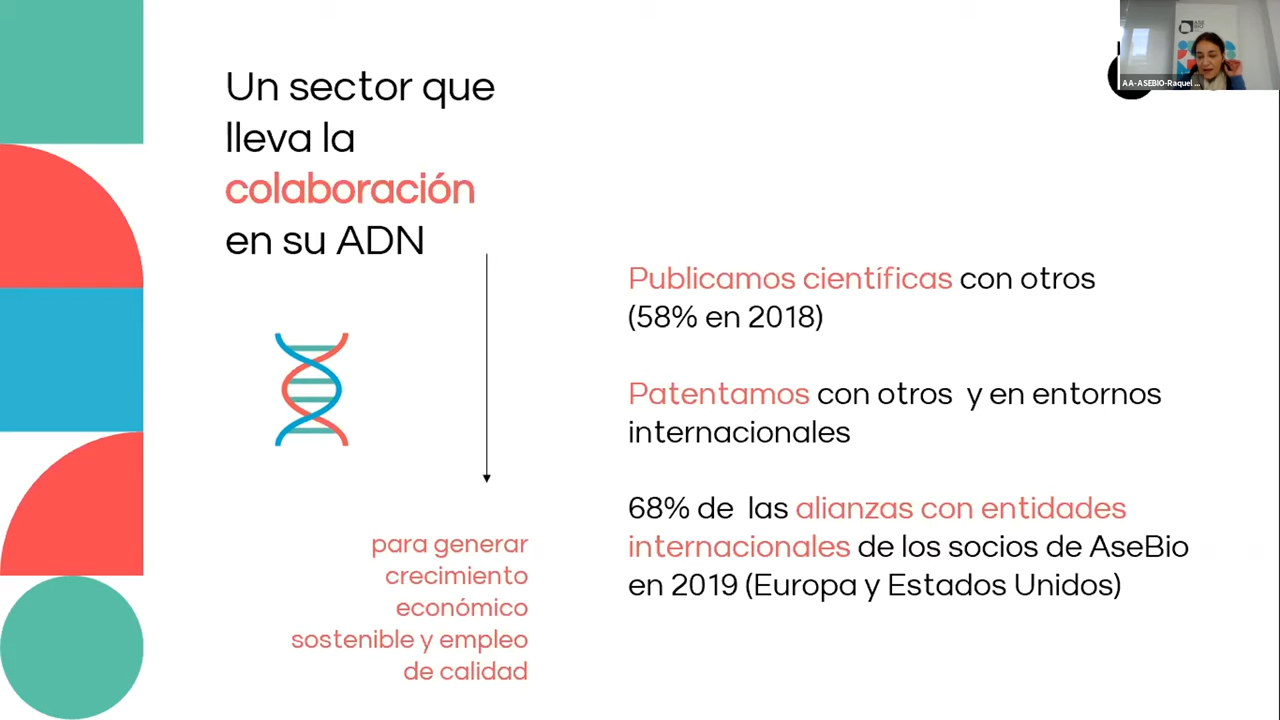 Un sector que
lleva la
colaboración
en su ADN
para generar
crecimiento
económico
sostenible y empleo
de calidad
Publicamos científicas con otros
(58% en 2018)
Patentamos con otros y en entornos
internacionales
68% de las alianzas con entidades
internacionales de los socios de AseBio
en 2019 (Europa y Estados Unidos)
ASE
BIO
AA-ASEBIO-Raquel ...